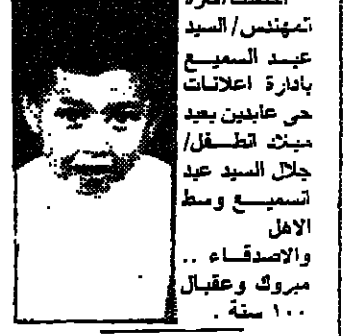 المهندس/ السيد
عبد السميع
بادارة اعلانات
حى عابدين بعيد
ميلاد الطفل/
جلال السيد عبد
السميع وسط
الاهل
والاصدقاء ..
مبروك وعقبال
١٠٠ سنة .